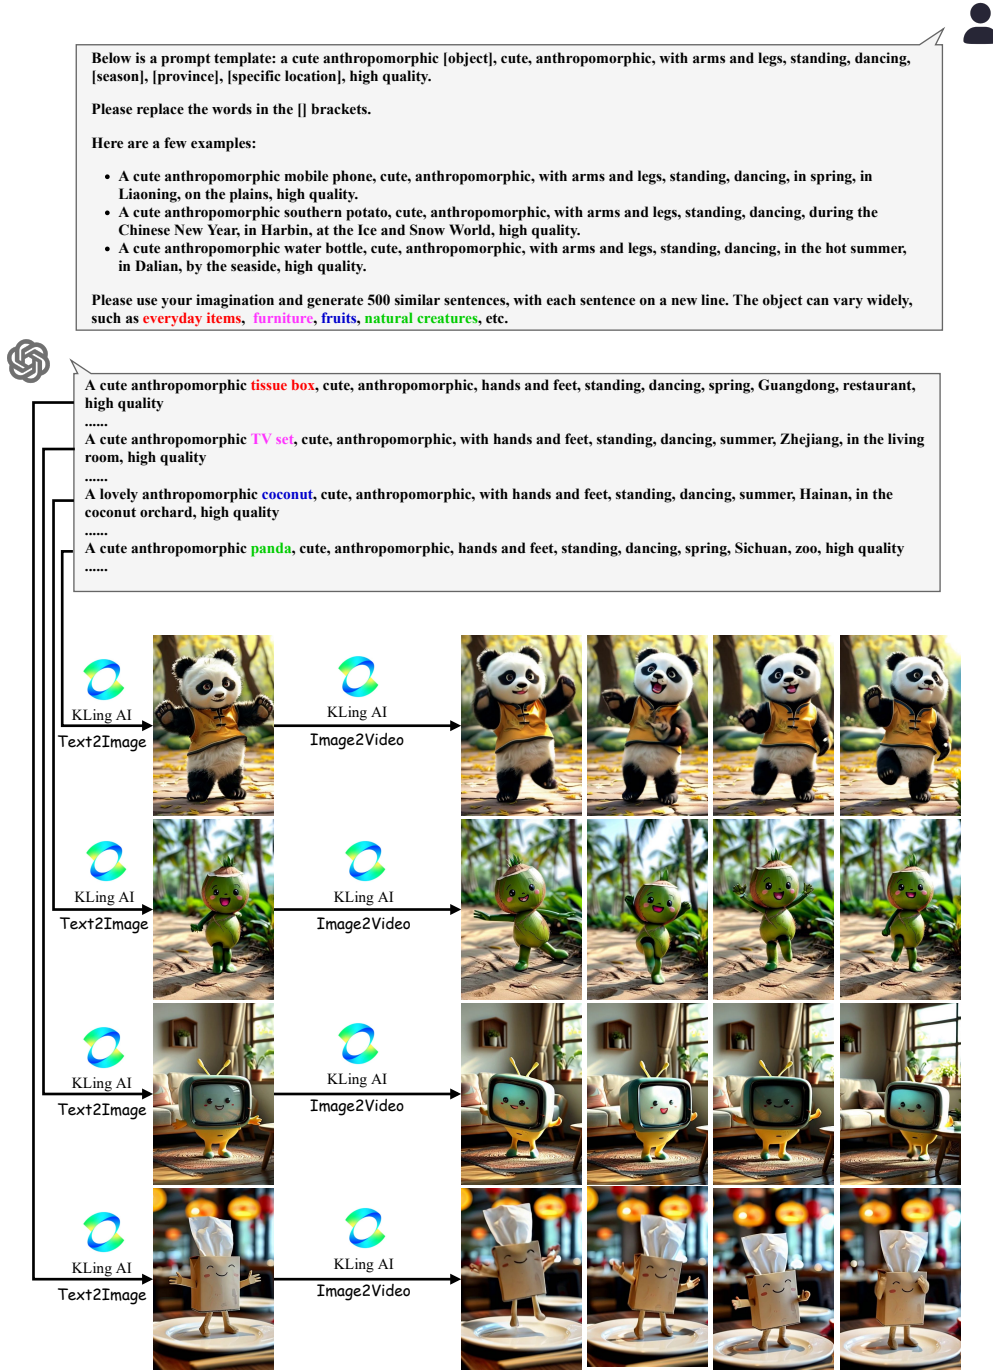 Below is a prompt template: a cute anthropomorphic [object], cute, anthropomorphic, with arms and legs, standing, dancing,
[season], [province], [specific location], high quality.
Please replace the words in the [] brackets.
Here are a few examples:
• A cute anthropomorphic mobile phone, cute, anthropomorphic, with arms and legs, standing, dancing, in spring, in
Liaoning, on the plains, high quality.
• A cute anthropomorphic southern potato, cute, anthropomorphic, with arms and legs, standing, dancing, during the
Chinese New Year, in Harbin, at the Ice and Snow World, high quality.
• A cute anthropomorphic water bottle, cute, anthropomorphic, with arms and legs, standing, dancing, in the hot summer,
in Dalian, by the seaside, high quality.
Please use your imagination and generate 500 similar sentences, with each sentence on a new line. The object can vary widely,
such as everyday items, furniture, fruits, natural creatures, etc.
A cute anthropomorphic tissue box, cute, anthropomorphic, hands and feet, standing, dancing, spring, Guangdong, restaurant,
high quality
......
A cute anthropomorphic TV set, cute, anthropomorphic, with hands and feet, standing, dancing, summer, Zhejiang, in the living
room, high quality
......
A lovely anthropomorphic coconut, cute, anthropomorphic, with hands and feet, standing, dancing, summer, Hainan, in the
coconut orchard, high quality
......
A cute anthropomorphic panda, cute, anthropomorphic, hands and feet, standing, dancing, spring, Sichuan, zoo, high quality
......
KLing AI
Text2Image
KLing AI
Image2Video
KLing AI
Text2Image
KLing AI
Image2Video
KLing AI
Text2Image
KLing AI
Image2Video
KLing AI
Text2Image
KLing AI
Image2Video